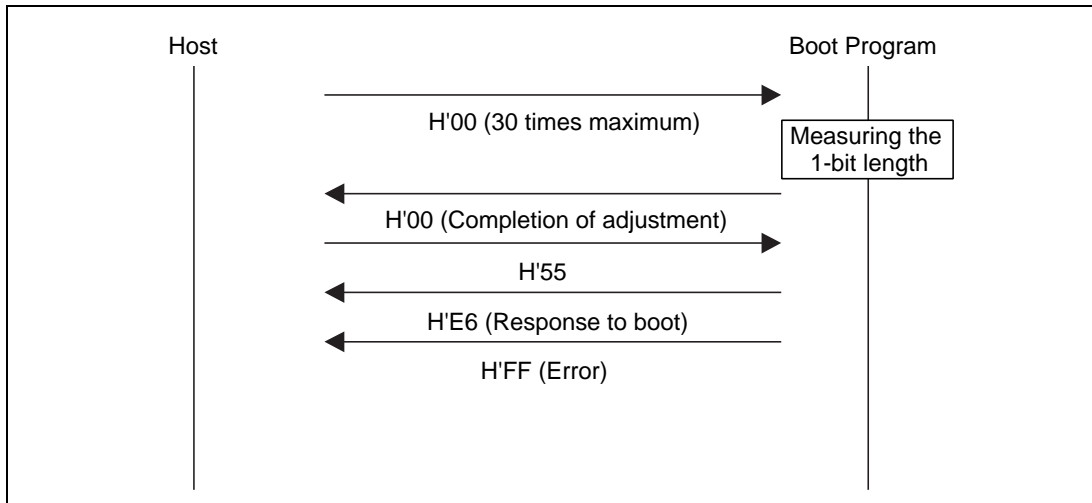 Host
Boot Program
H'00 (30 times maximum)
Measuring the
1-bit length
H'00 (Completion of adjustment)
H'55
H'E6 (Response to boot)
H'FF (Error)